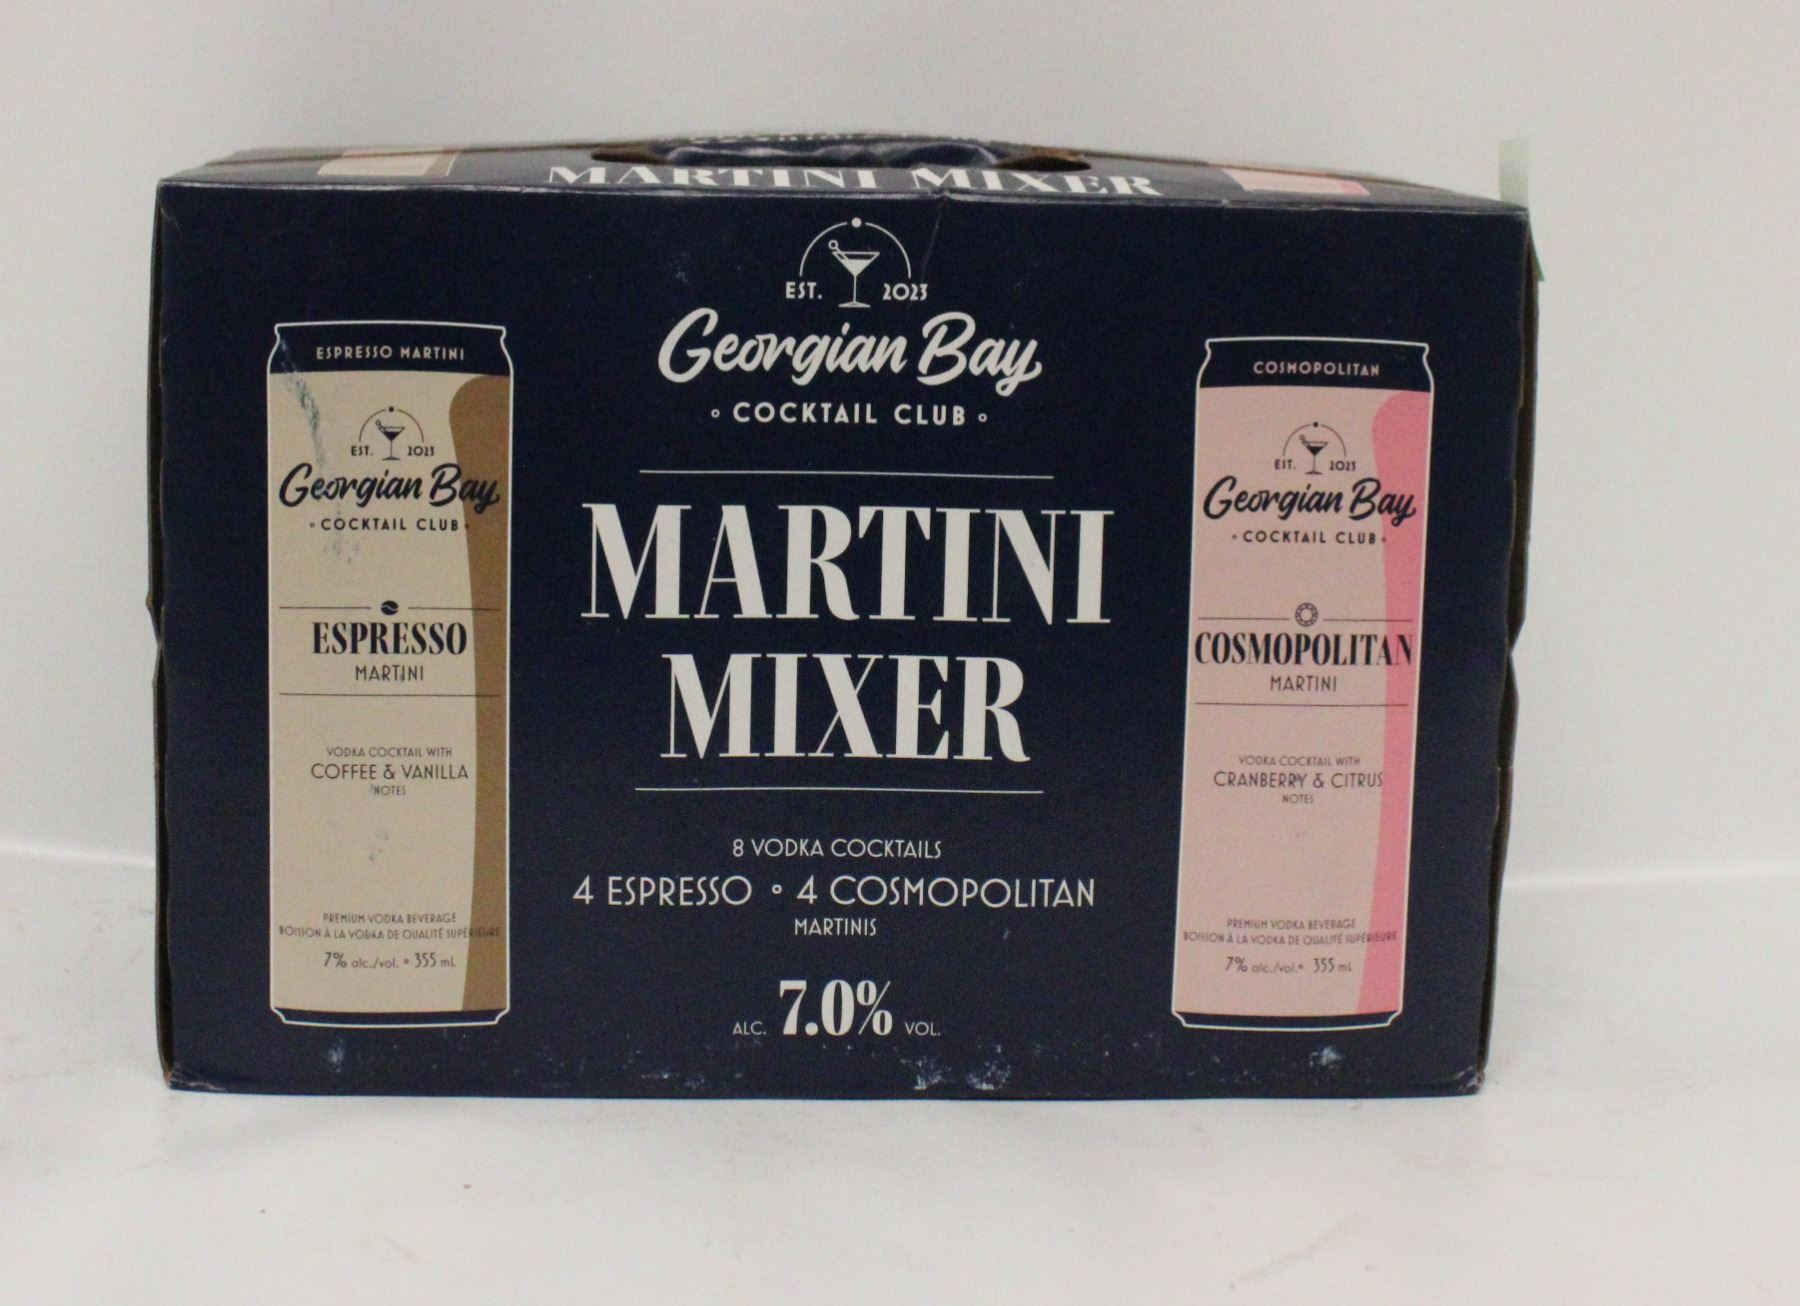 MARTINI MIXER
EST. 2023
Georgian Bay
COCKTAIL CLUB
MARTINI
MIXER
8 VODKA COCKTAILS
4 ESPRESSO ∘ 4 COSMOPOLITAN
MARTINIS
ALC. 7.0% VOL.
ESPRESSO MARTINI
EST. 2023
Georgian Bay
COCKTAIL CLUB
ESPRESSO
MARTINI
VODKA COCKTAIL WITH
COFFEE & VANILLA
NOTES
PREMIUM VODKA BEVERAGE
BOISSON À LA VODKA DE QUALITÉ SUPÉRIEURE
7% alc./vol. • 355 mL
COSMOPOLITAN
EST. 2023
Georgian Bay
COCKTAIL CLUB
COSMOPOLITAN
MARTINI
VODKA COCKTAIL WITH
CRANBERRY & CITRUS
NOTES
PREMIUM VODKA BEVERAGE
BOISSON À LA VODKA DE QUALITÉ SUPÉRIEURE
7% alc./vol. • 355 mL